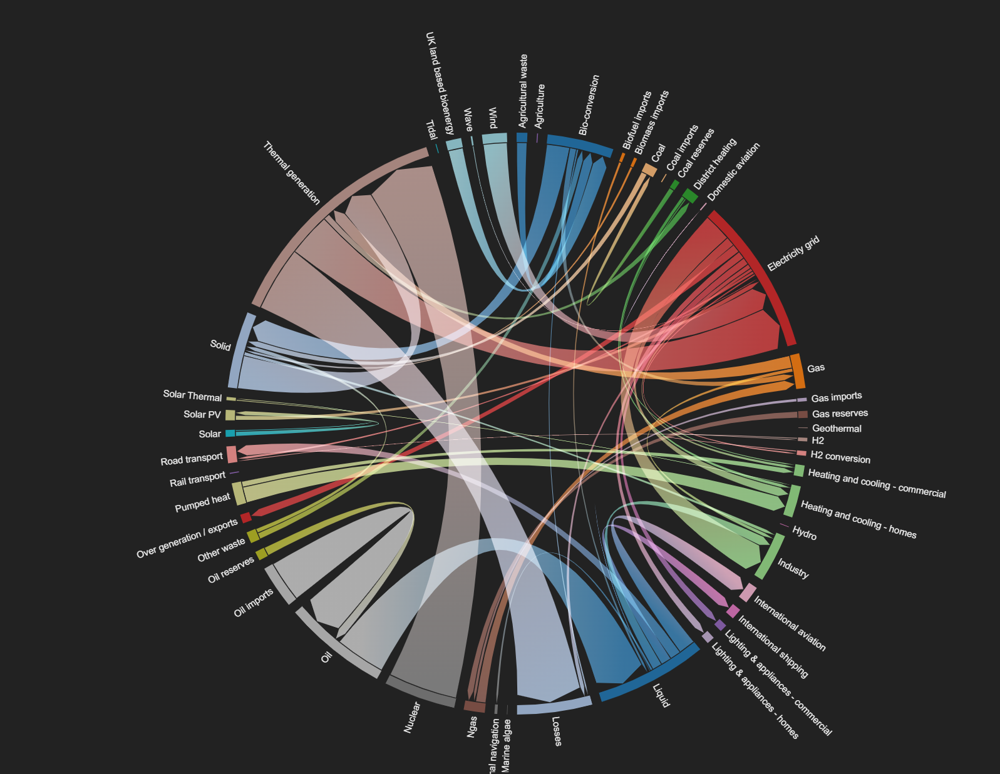 UK land based bioenergy
Tidal
Wave
Wind
Agricultural waste
Agriculture
Bio-conversion
Biofuel imports
Biomass imports
Coal
Coal imports
Coal reserves
District heating
Domestic aviation
Electricity grid
Gas
Gas imports
Gas reserves
Geothermal
H2
H2 conversion
Heating and cooling - commercial
Heating and cooling - homes
Hydro
Industry
International aviation
International shipping
Lighting & appliances - commercial
Lighting & appliances - homes
Liquid
Losses
Marine algae
nal navigation
Ngas
Nuclear
Oil
Oil imports
Oil reserves
Other waste
Over generation / exports
Pumped heat
Rail transport
Road transport
Solar
Solar PV
Solar Thermal
Solid
Thermal generation